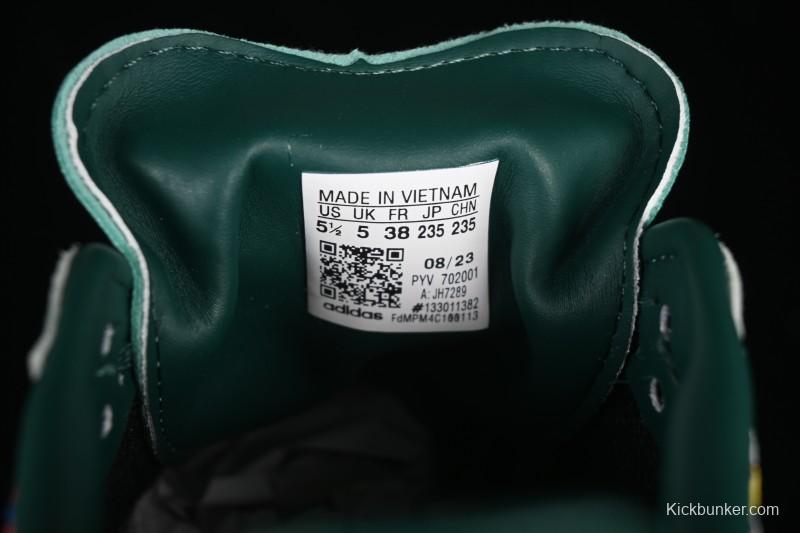 MADE IN VIETNAM
US UK FR JP CHN
5½ 5 38 235 235
08/23
PYV 702001
A: JH7289
#133011382
adidas FdMPM4C100113
Kickbunker.com